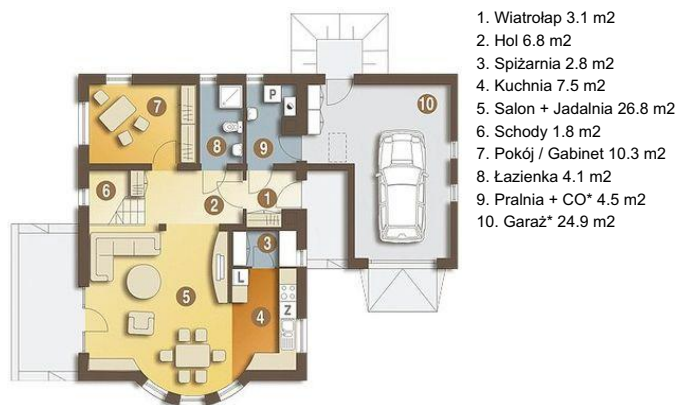 1. Wiatrołap 3.1 m2
2. Hol 6.8 m2
3. Spiżarnia 2.8 m2
4. Kuchnia 7.5 m2
5. Salon + Jadalnia 26.8 m2
6. Schody 1.8 m2
7. Pokój / Gabinet 10.3 m2
8. Łazienka 4.1 m2
9. Pralnia + CO* 4.5 m2
10. Garaż* 24.9 m2
P
7
10
8
9
6
2
1
3
L
5
4
Z